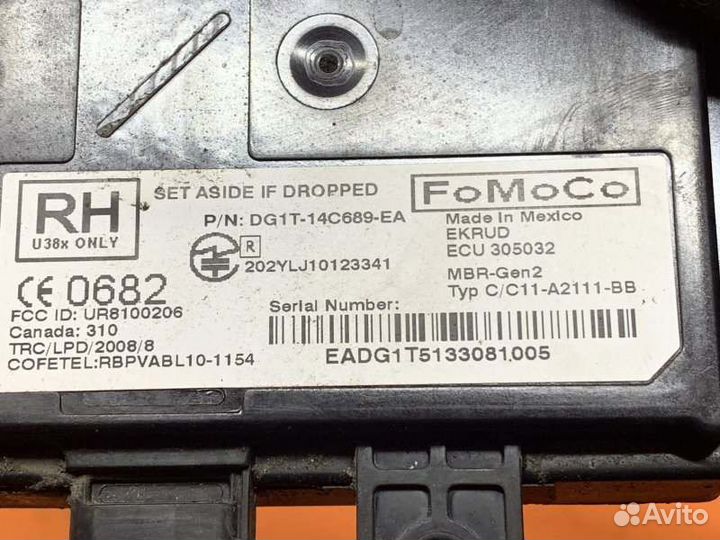 RH
U38x ONLY
SET ASIDE IF DROPPED
FoMoCo
P/N: DG1T-14C689-EA
Made in Mexico
EKRUD
ECU 305032
R
202YLJ10123341
MBR-Gen2
Typ C/C11-A2111-BB
CE 0682
FCC ID: UR8100206
Canada: 310
TRC/LPD/2008/8
COFETEL:RBPVABL10-1154
Serial Number:
EADG1T5133081005
Avito